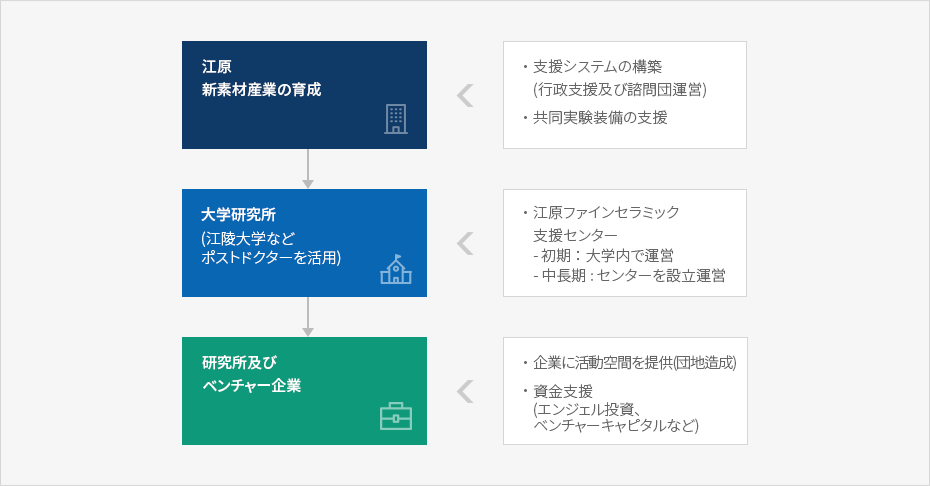 江原
新素材産業の育成
・支援システムの構築
(行政支援及び諮問団運営)
・共同実験装備の支援
大学研究所
(江陵大学など
ポストドクターを活用)
・江原ファインセラミック
支援センター
- 初期 : 大学内で運営
- 中長期 : センターを設立運営
研究所及び
ベンチャー企業
・企業に活動空間を提供(団地造成)
・資金支援
(エンジェル投資、
ベンチャーキャピタルなど)